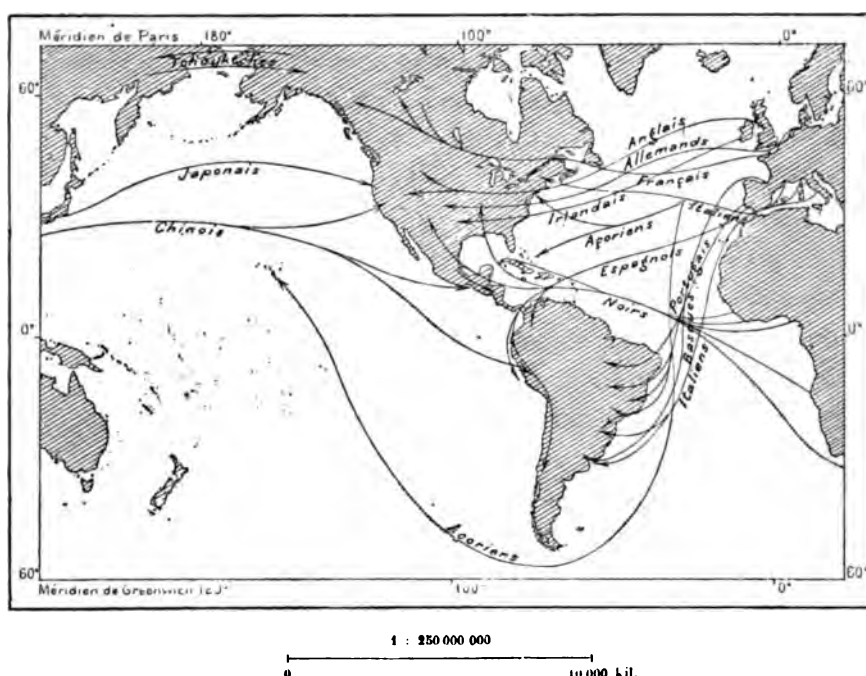 Méridien de Paris 180° 100° 0°
60° 60°
Anglais
Allemands
Japonais
Français
Irlandais
Italiens
Chinois
Açoriens
Espagnols
Portugais
Noirs
Basques
0° 0°
Italiens
Açoriens
60° 60°
Méridien de Greenwich 180° 100° 0°
1 : 250 000 000
0 10 000 kil.